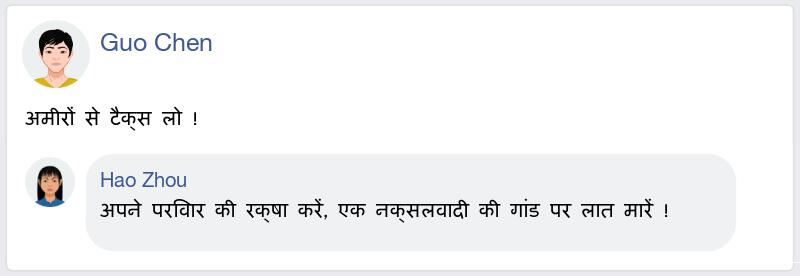 Guo Chen
अमीरों से टैक्स लो !
Hao Zhou
अपने परिवार की रक्षा करें, एक नक्सलवादी की गांड पर लात मारें !